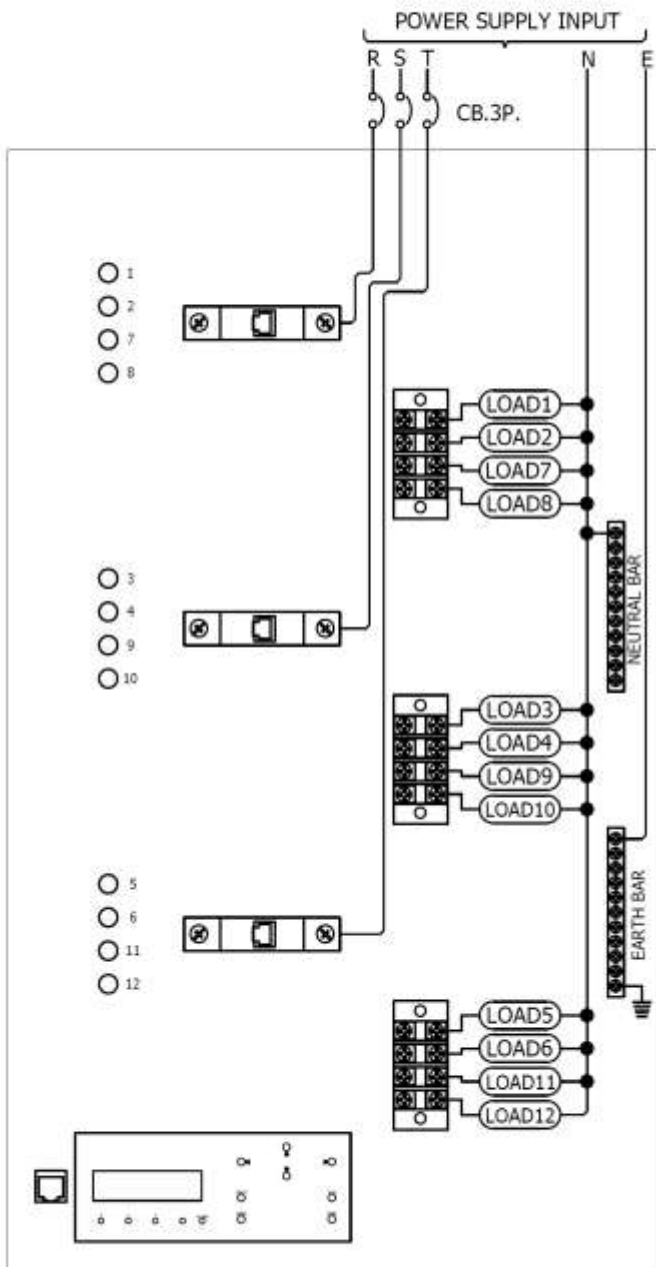 POWER SUPPLY INPUT
R S T N E
CB.3P.
1
2
7
8
LOAD1
LOAD2
LOAD7
LOAD8
NEUTRAL BAR
3
4
9
10
LOAD3
LOAD4
LOAD9
LOAD10
EARTH BAR
5
6
11
12
LOAD5
LOAD6
LOAD11
LOAD12